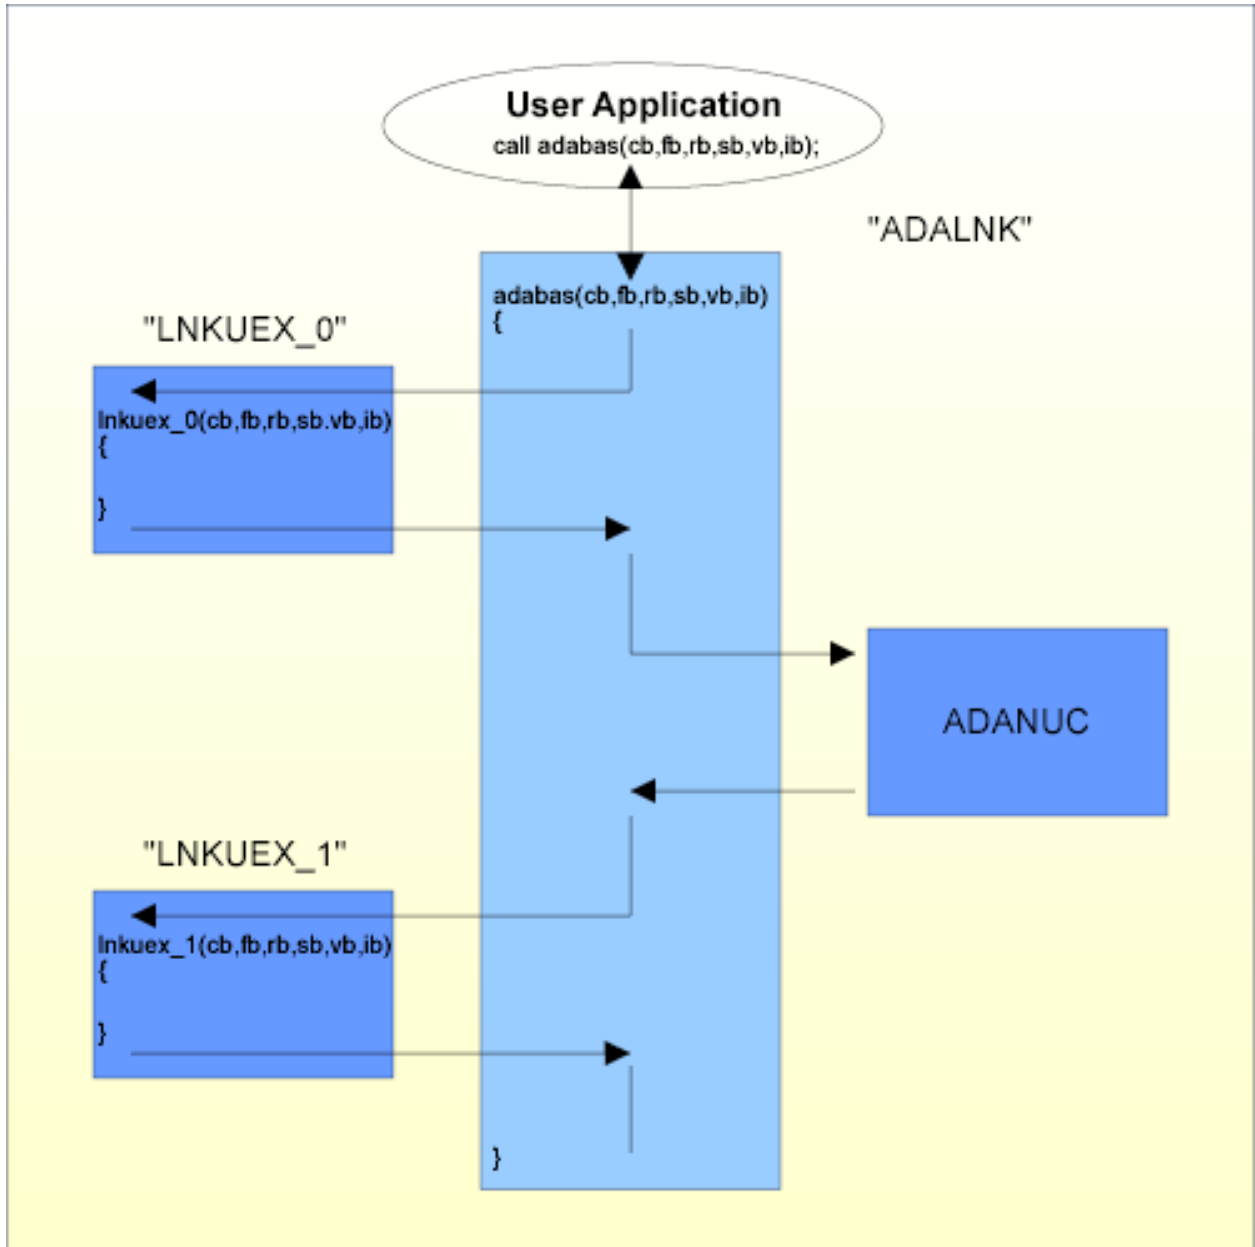 User Application
call adabas(cb,fb,rb,sb,vb,ib);
"ADALNK"
adabas(cb,fb,rb,sb,vb,ib)
{
"LNKUEX_0"
lnkuex_0(cb,fb,rb,sb.vb,ib)
{
}
ADANUC
"LNKUEX_1"
lnkuex_1(cb,fb,rb,sb,vb,ib)
{
}
}